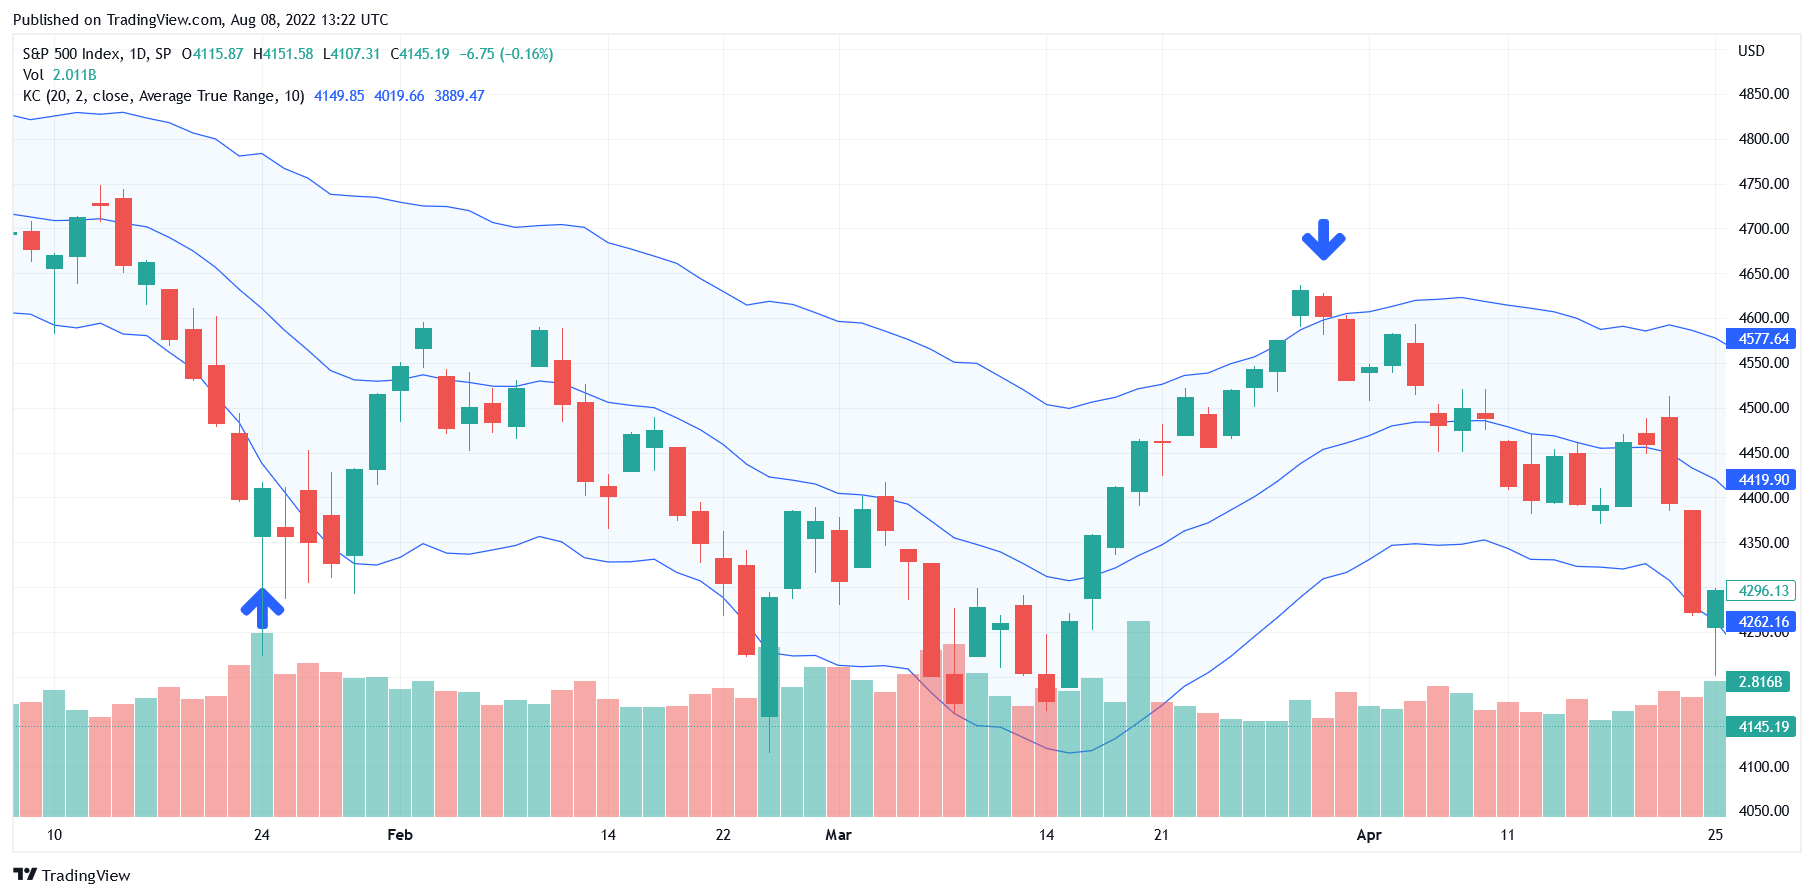 Published on TradingView.com, Aug 08, 2022 13:22 UTC
S&P 500 Index, 1D, SP O4115.87 H4151.58 L4107.31 C4145.19 −6.75 (−0.16%)
Vol 2.011B
KC (20, 2, close, Average True Range, 10) 4149.85 4019.66 3889.47
USD
4850.00
4800.00
4750.00
4700.00
4650.00
4600.00
4577.64
4550.00
4500.00
4450.00
4419.90
4400.00
4350.00
4296.13
4262.16
4250.00
2.816B
4145.19
4100.00
4050.00
10 24 Feb 14 22 Mar 14 21 Apr 11 25
TradingView